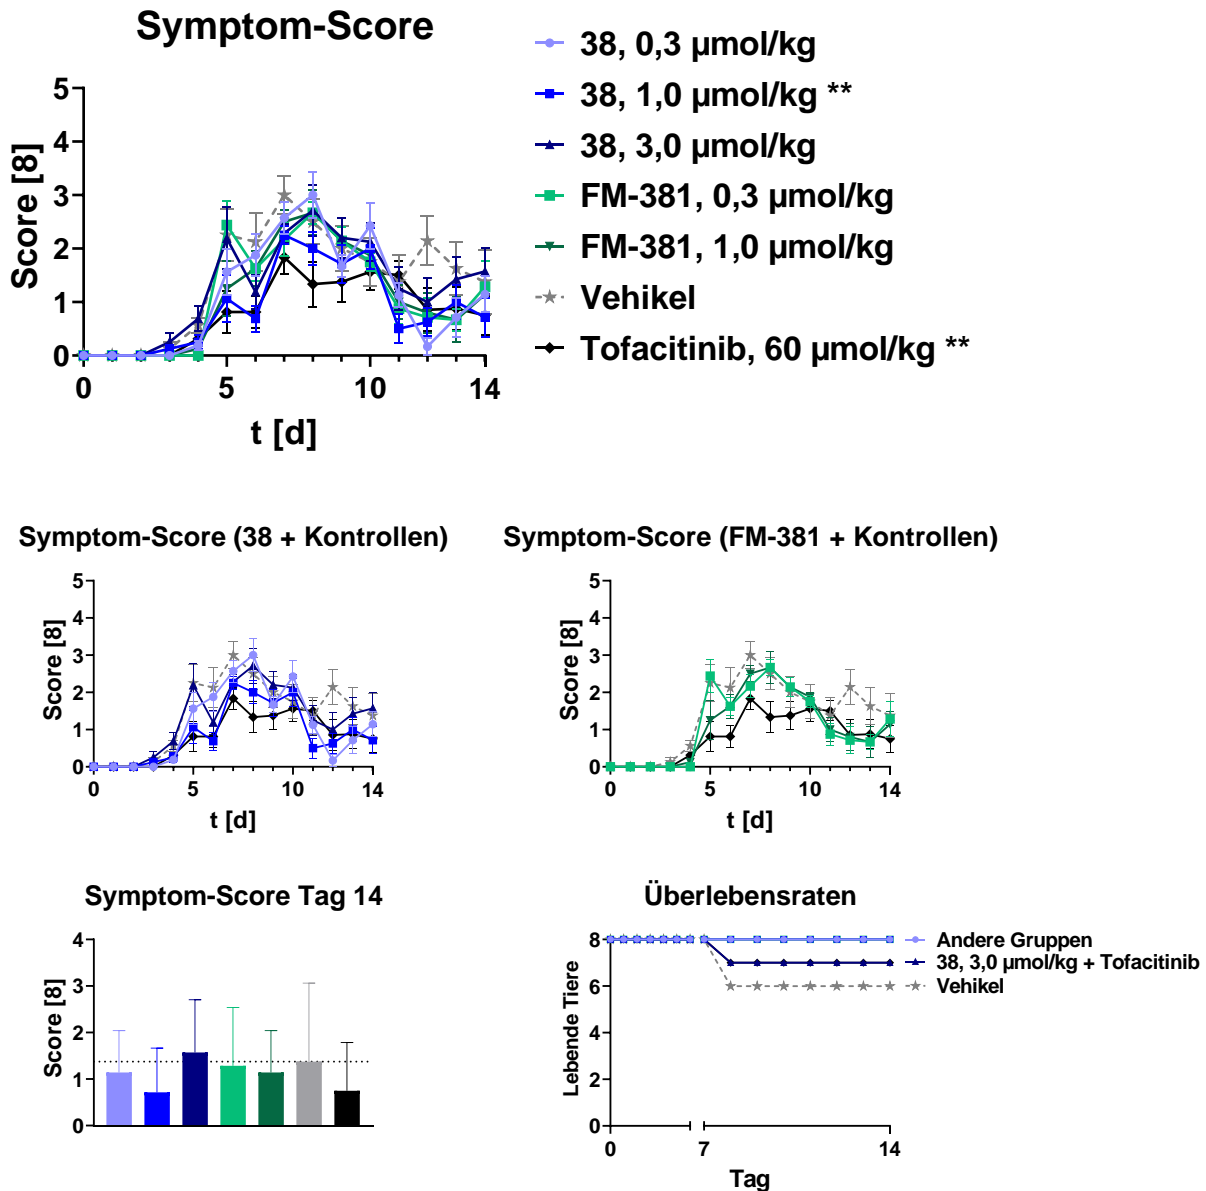 Symptom-Score
38, 0,3 µmol/kg
38, 1,0 µmol/kg **
38, 3,0 µmol/kg
FM-381, 0,3 µmol/kg
FM-381, 1,0 µmol/kg
Vehikel
Tofacitinib, 60 µmol/kg **
Score [8]
5
4
3
2
1
0
0 5 10 14
t [d]
Symptom-Score (38 + Kontrollen)
Score [8]
5
4
3
2
1
0
0 5 10 14
t [d]
Symptom-Score (FM-381 + Kontrollen)
Score [8]
5
4
3
2
1
0
0 5 10 14
t [d]
Symptom-Score Tag 14
Score [8]
4
3
2
1
0
Überlebensraten
Lebende Tiere
8
6
4
2
0
0 7 14
Tag
Andere Gruppen
38, 3,0 µmol/kg + Tofacitinib
Vehikel